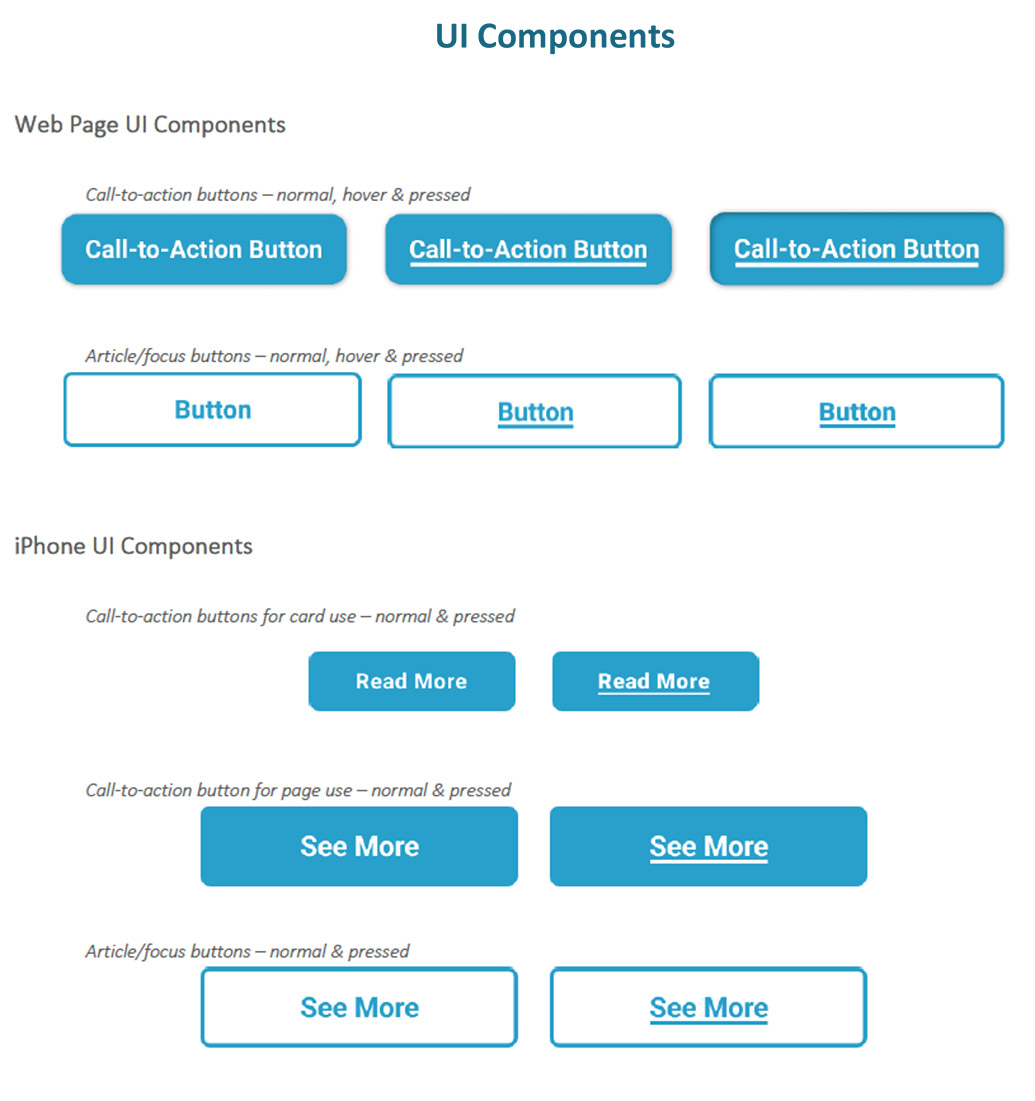 UI Components
Web Page UI Components
Call-to-action buttons – normal, hover & pressed
Call-to-Action Button
Call-to-Action Button
Call-to-Action Button
Article/focus buttons – normal, hover & pressed
Button
Button
Button
iPhone UI Components
Call-to-action buttons for card use – normal & pressed
Read More
Read More
Call-to-action button for page use – normal & pressed
See More
See More
Article/focus buttons – normal & pressed
See More
See More